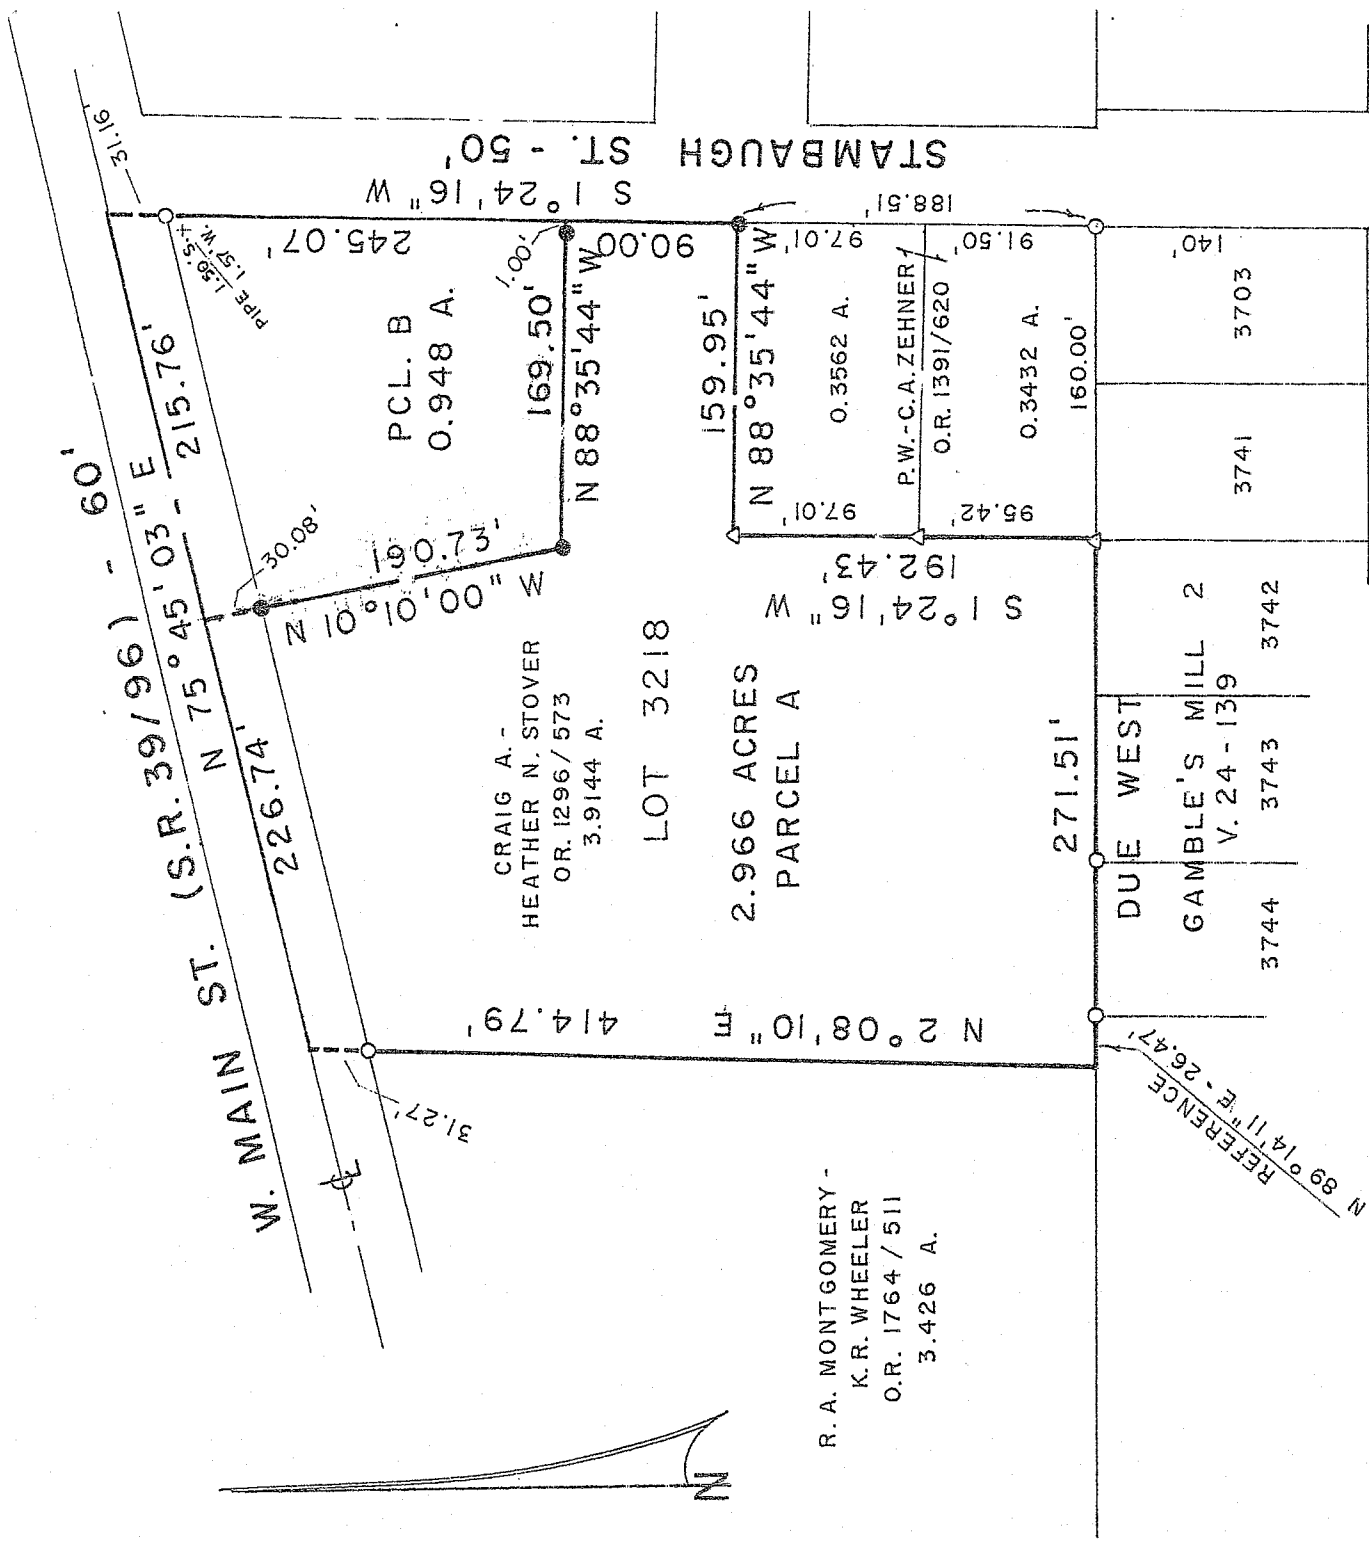 W. MAIN ST. (S.R. 39/96) - 60'
N 75°45'03" E
226.74'
215.76'
31.16'
PIPE 1.50' S. +
1.57' W.
30.08'
31.27'
STAMBAUGH ST. - 50'
S 1°24'16" W
245.07'
PCL. B
0.948 A.
N 10°10'00" W
190.73'
1.00'
169.50'
N 88°35'44" W
90.00
159.95'
N 88°35'44" W
188.51'
97.01'
91.50'
0.3562 A.
P.W.-C.A. ZEHNER
O.R. 1391/620
0.3432 A.
160.00'
97.01'
95.42'
192.43'
S 1°24'16" W
CRAIG A.-
HEATHER N. STOVER
OR. 1296/573
3.9144 A.
LOT 3218
2.966 ACRES
PARCEL A
414.79'
N 2°08'10" E
271.51'
DUE WEST
GAMBLE'S MILL 2
V. 24-139
3744
3743
3742
3741
3703
140'
REFERENCE
N 89°14'11" E - 26.47'
R. A. MONTGOMERY-
K. R. WHEELER
O.R. 1764/511
3.426 A.
N